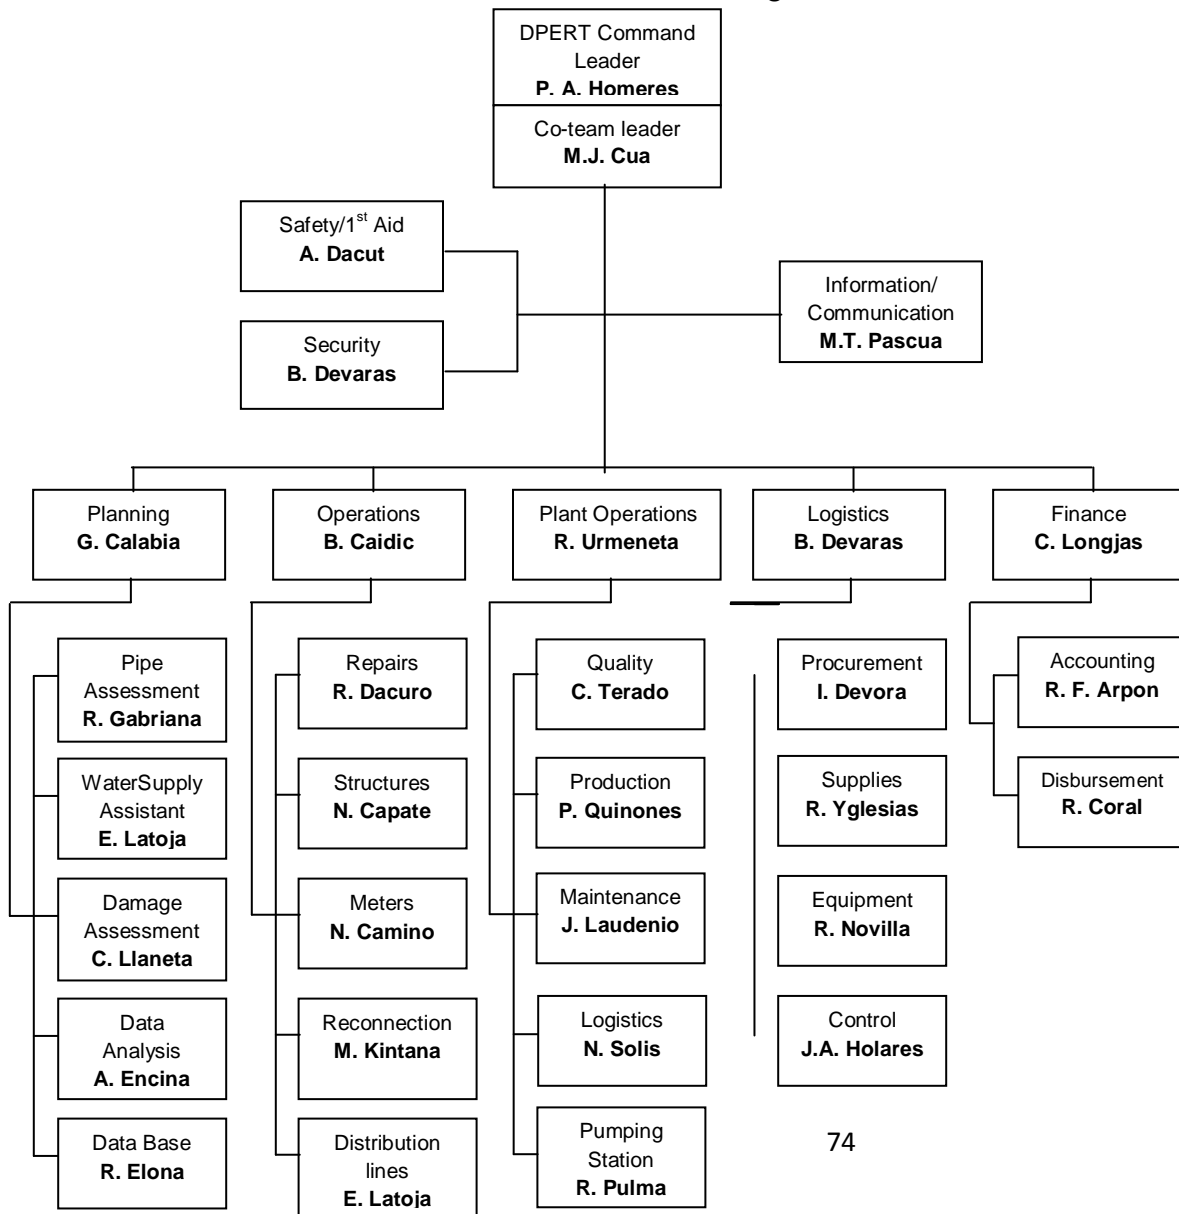 DPERT Command
Leader
P. A. Homeres
Co-team leader
M.J. Cua
Safety/1st Aid
A. Dacut
Information/
Communication
M.T. Pascua
Security
B. Devaras
Planning
G. Calabia
Operations
B. Caidic
Plant Operations
R. Urmeneta
Logistics
B. Devaras
Finance
C. Longjas
Pipe
Assessment
R. Gabriana
WaterSupply
Assistant
E. Latoja
Damage
Assessment
C. Llaneta
Data
Analysis
A. Encina
Data Base
R. Elona
Repairs
R. Dacuro
Structures
N. Capate
Meters
N. Camino
Reconnection
M. Kintana
Distribution
lines
E. Latoja
Quality
C. Terado
Production
P. Quinones
Maintenance
J. Laudenio
Logistics
N. Solis
Pumping
Station
R. Pulma
Procurement
I. Devora
Supplies
R. Yglesias
Equipment
R. Novilla
Control
J.A. Holares
Accounting
R. F. Arpon
Disbursement
R. Coral
74